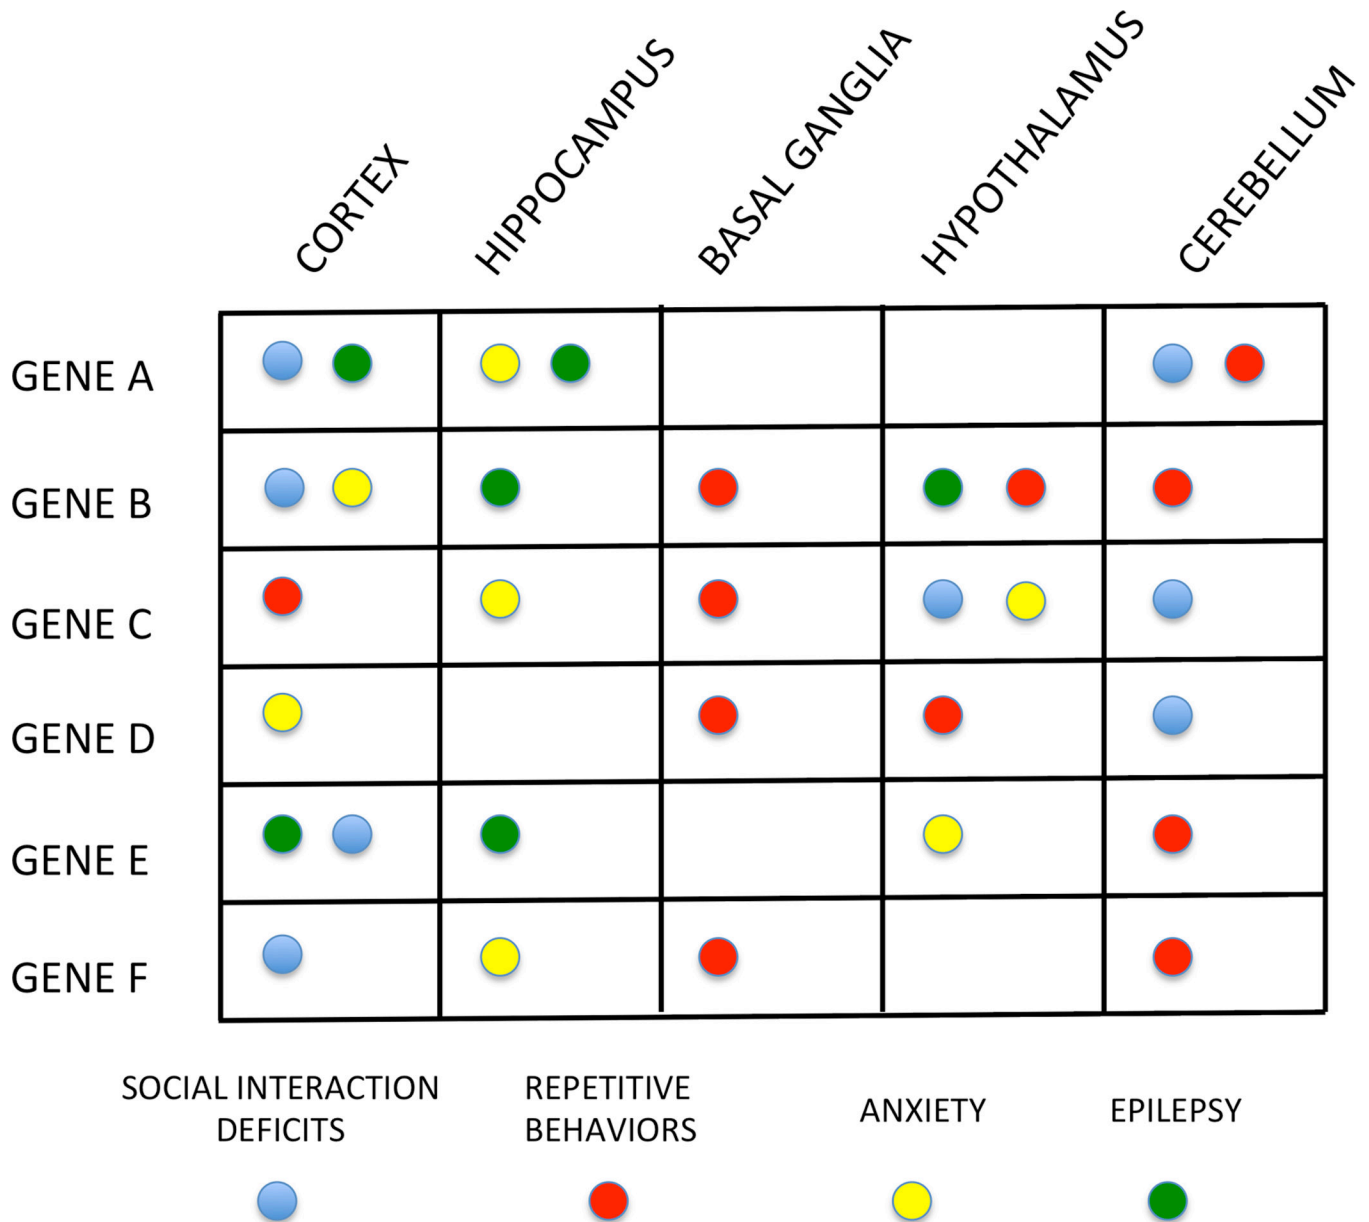 CORTEX
HIPPOCAMPUS
BASAL GANGLIA
HYPOTHALAMUS
CEREBELLUM
GENE A
GENE B
GENE C
GENE D
GENE E
GENE F
SOCIAL INTERACTION
DEFICITS
REPETITIVE
BEHAVIORS
ANXIETY
EPILEPSY